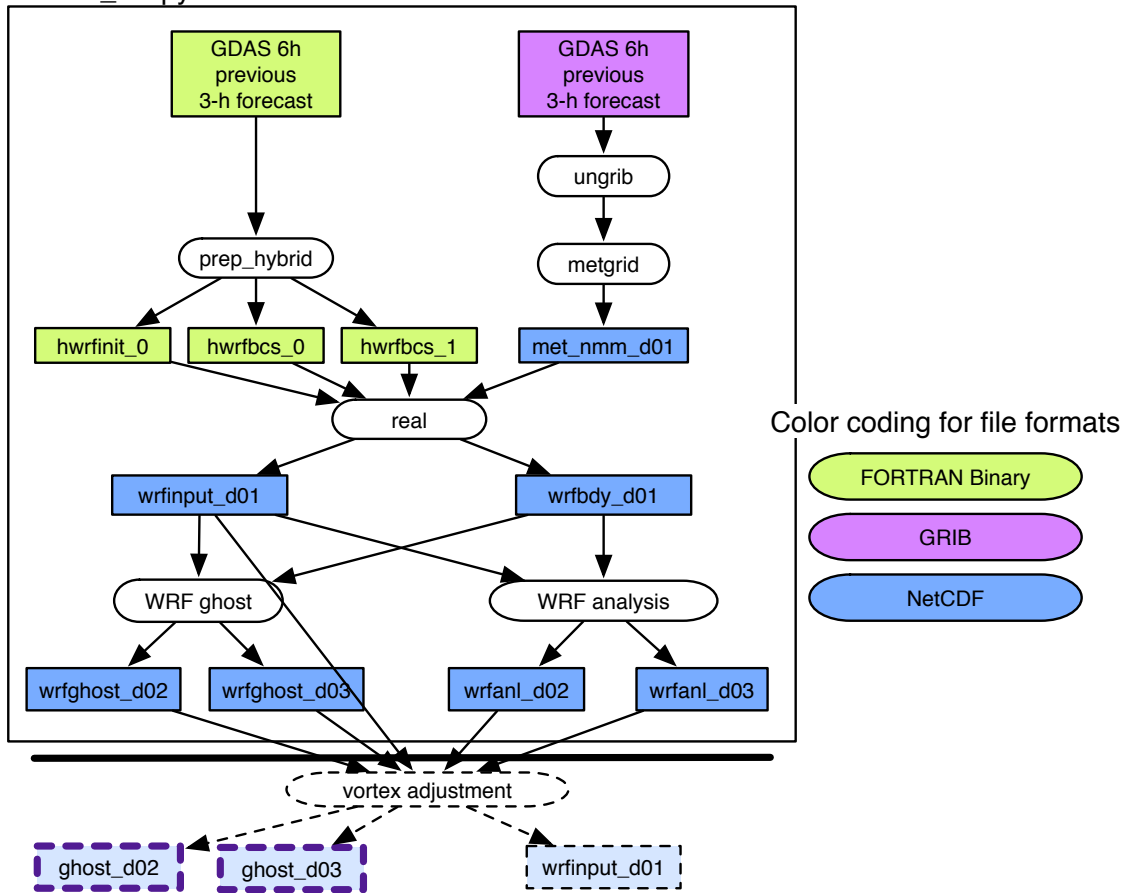 GDAS 6h
previous
3-h forecast
GDAS 6h
previous
3-h forecast
ungrib
prep_hybrid
metgrid
hwrfinit_0
hwrfbcs_0
hwrfbcs_1
met_nmm_d01
real
Color coding for file formats
FORTRAN Binary
GRIB
NetCDF
wrfinput_d01
wrfbdy_d01
WRF ghost
WRF analysis
wrfghost_d02
wrfghost_d03
wrfanl_d02
wrfanl_d03
vortex adjustment
ghost_d02
ghost_d03
wrfinput_d01